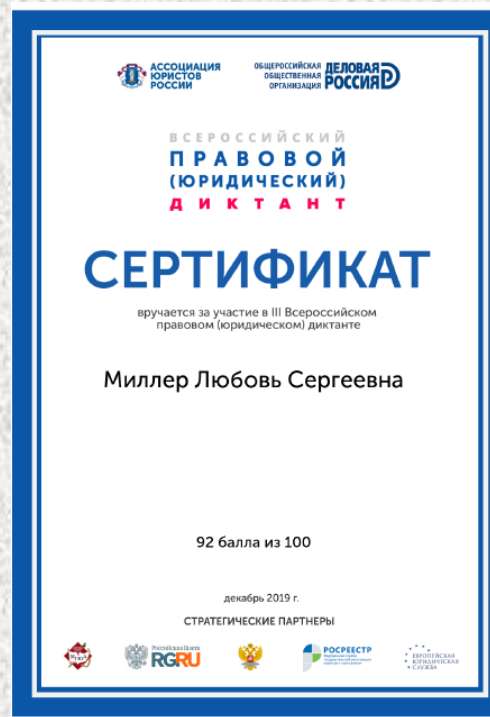 АССОЦИАЦИЯ
ЮРИСТОВ
РОССИИ
ОБЩЕРОССИЙСКАЯ
ОБЩЕСТВЕННАЯ
ОРГАНИЗАЦИЯ
ДЕЛОВАЯ
РОССИЯ
ВСЕРОССИЙСКИЙ
ПРАВОВОЙ
(ЮРИДИЧЕСКИЙ)
ДИКТАНТ
СЕРТИФИКАТ
вручается за участие в III Всероссийском
правовом (юридическом) диктанте
Миллер Любовь Сергеевна
92 балла из 100
декабрь 2019 г.
СТРАТЕГИЧЕСКИЕ ПАРТНЕРЫ
Российская Газета
RGRU
РОСРЕЕСТР
ЕВРОПЕЙСКАЯ
ЮРИДИЧЕСКАЯ
СЛУЖБА